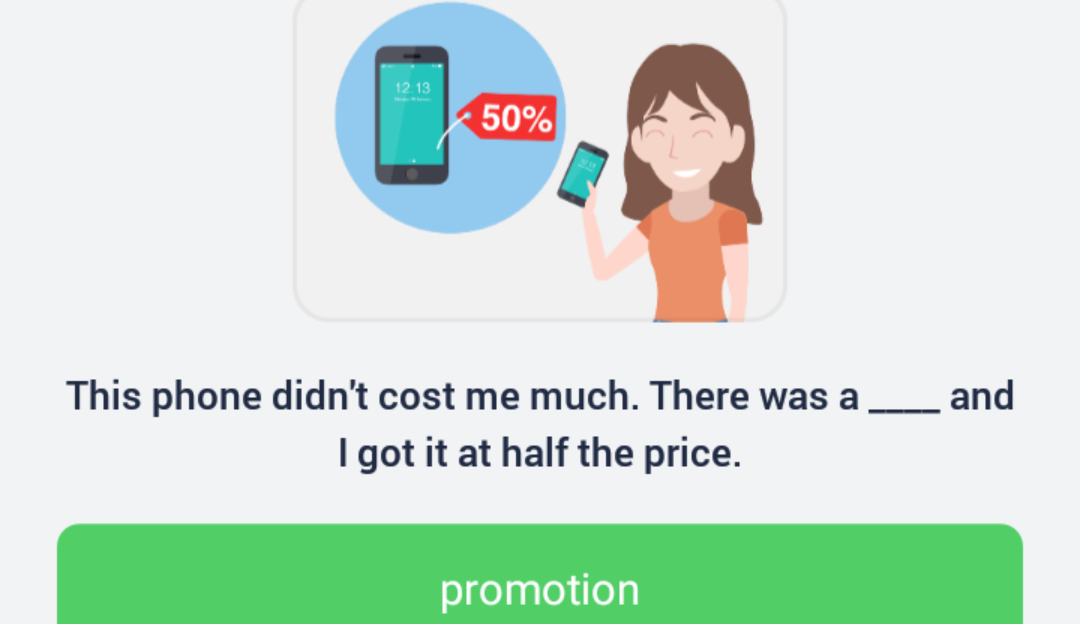 12:13
50%
This phone didn't cost me much. There was a ____ and
I got it at half the price.
promotion